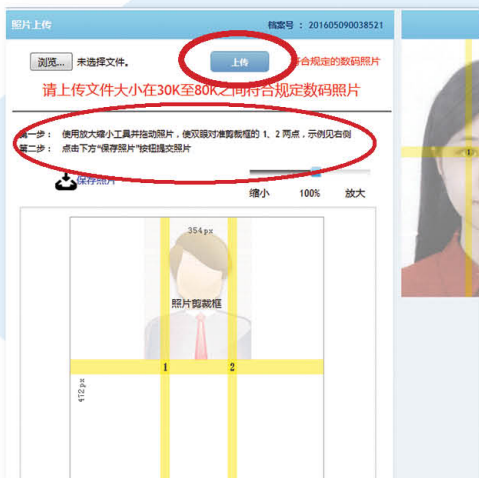 照片上传
档案号 : 201605090038521
浏览... 未选择文件。
上传
符合规定的数码照片
请上传文件大小在30K至80K之间符合规定数码照片
第一步： 使用放大缩小工具并拖动照片，使双眼对准剪裁框的 1、2 两点，示例见右侧
第二步： 点击下方“保存照片”按钮提交照片
保存照片
缩小 100% 放大
354px
照片剪裁框
1 2
472px
①